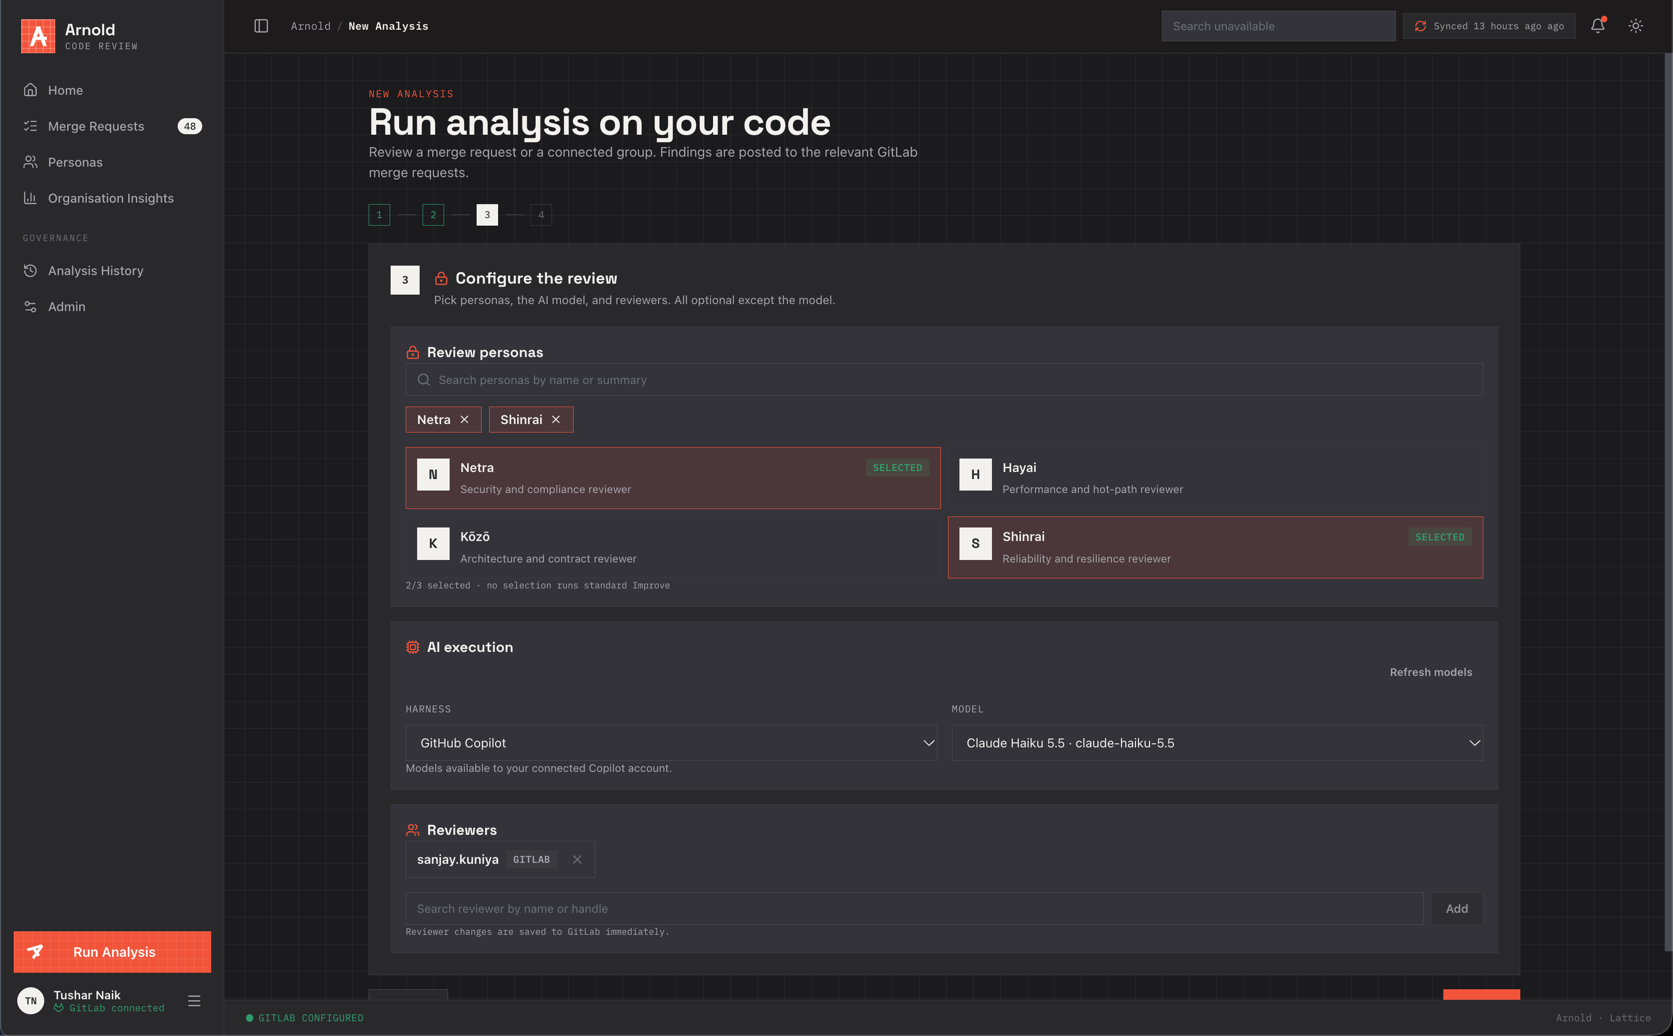 Arnold
CODE REVIEW
Arnold / New Analysis
Search unavailable
Synced 13 hours ago ago
Home
Merge Requests 48
Personas
Organisation Insights
GOVERNANCE
Analysis History
Admin
NEW ANALYSIS
Run analysis on your code
Review a merge request or a connected group. Findings are posted to the relevant GitLab
merge requests.
1 2 3 4
3
Configure the review
Pick personas, the AI model, and reviewers. All optional except the model.
Review personas
Search personas by name or summary
Netra Shinrai
N
Netra
SELECTED
Security and compliance reviewer
H
Hayai
Performance and hot-path reviewer
K
Kōzō
Architecture and contract reviewer
S
Shinrai
SELECTED
Reliability and resilience reviewer
2/3 selected · no selection runs standard Improve
AI execution
Refresh models
HARNESS
GitHub Copilot
Models available to your connected Copilot account.
MODEL
Claude Haiku 5.5 · claude-haiku-5.5
Reviewers
sanjay.kuniya GITLAB
Search reviewer by name or handle
Add
Reviewer changes are saved to GitLab immediately.
Run Analysis
TN
Tushar Naik
GitLab connected
GITLAB CONFIGURED
Arnold · Lattice